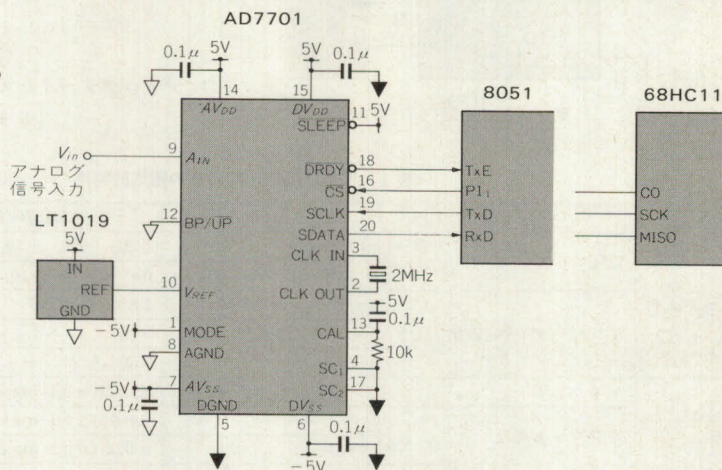 AD7701
0.1μ
5V
5V
0.1μ
14
15
AVDD
DVDD
11
5V
SLEEP
8051
68HC11
Vin
アナログ
信号入力
9
AIN
DRDY
18
TxE
CS
16
P1₁
CO
12
BP/UP
SCLK
19
TxD
SCK
SDATA
20
RxD
MISO
LT1019
5V
IN
REF
GND
10
VREF
CLK IN
3
2MHz
CLK OUT
2
5V
0.1μ
-5V
1
MODE
CAL
13
10k
8
AGND
SC₁
4
-5V
7
AVSS
SC₂
17
0.1μ
DGND
DVSS
5
6
0.1μ
-5V